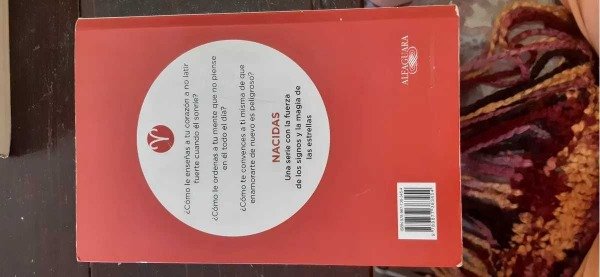 ¿Cómo le enseñas a tu corazón a no latir
fuerte cuando él sonríe?
¿Cómo le ordenas a tu mente que no piense
en él todo el día?
¿Cómo te convences a ti misma de que
enamorarte de nuevo es peligroso?
NACIDAS
Una serie con la fuerza
de los signos y la magia de
las estrellas
ALFAGUARA